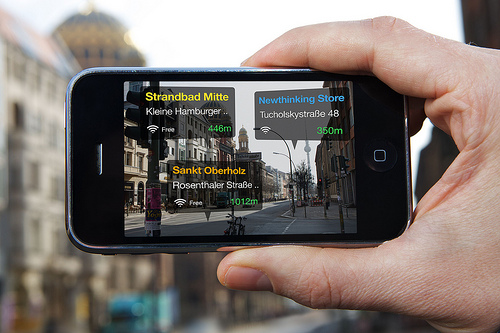 Strandbad Mitte
Kleine Hamburger ..
Free 446m
Newthinking Store
Tucholskystraße 48
350m
Sankt Oberholz
Rosenthaler Straße ..
Free 1012m